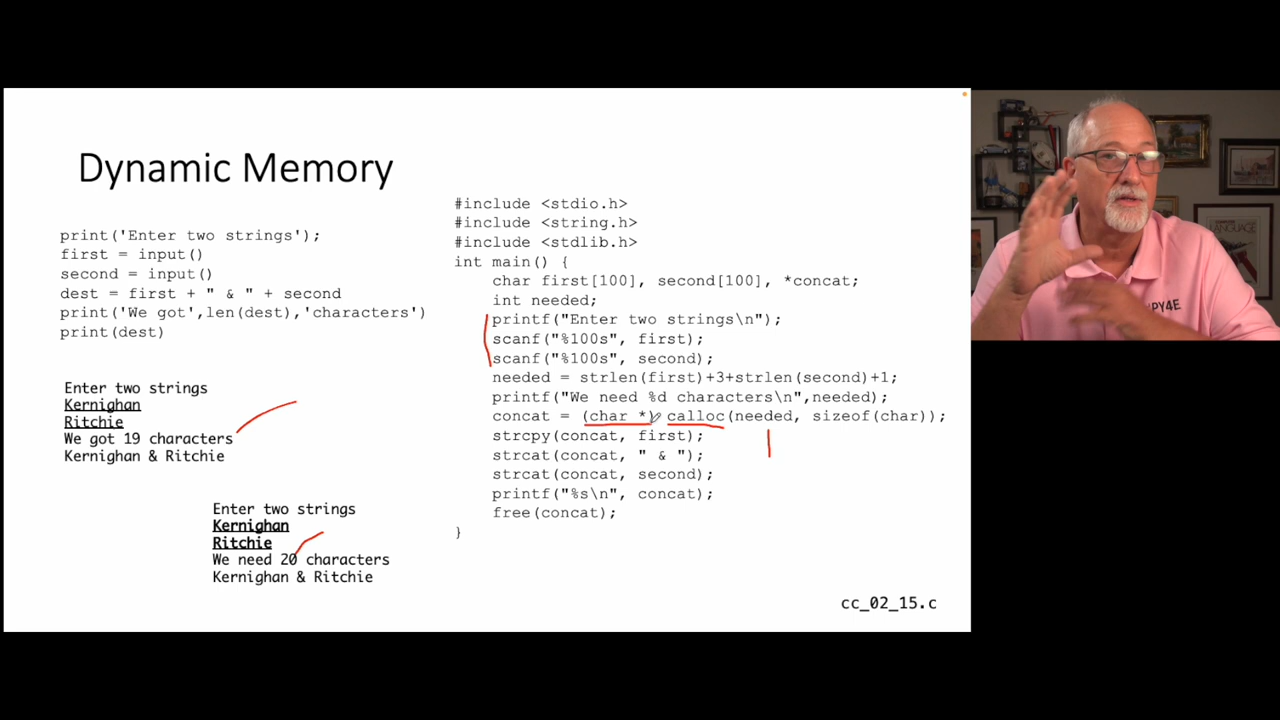 Dynamic Memory
print('Enter two strings');
first = input()
second = input()
dest = first + " & " + second
print('We got',len(dest),'characters')
print(dest)
Enter two strings
Kernighan
Ritchie
We got 19 characters
Kernighan & Ritchie
Enter two strings
Kernighan
Ritchie
We need 20 characters
Kernighan & Ritchie
#include <stdio.h>
#include <string.h>
#include <stdlib.h>
int main() {
char first[100], second[100], *concat;
int needed;
printf("Enter two strings\n");
scanf("%100s", first);
scanf("%100s", second);
needed = strlen(first)+3+strlen(second)+1;
printf("We need %d characters\n",needed);
concat = (char *) calloc(needed, sizeof(char));
strcpy(concat, first);
strcat(concat, " & ");
strcat(concat, second);
printf("%s\n", concat);
free(concat);
}
cc_02_15.c
PY4E
LANGUAGE